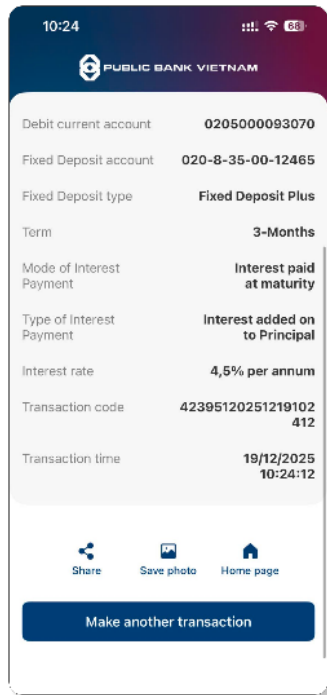 10:24
68
PUBLIC BANK VIETNAM
Debit current account 0205000093070
Fixed Deposit account 020-8-35-00-12465
Fixed Deposit type Fixed Deposit Plus
Term 3-Months
Mode of Interest Interest paid
Payment at maturity
Type of Interest Interest added on
Payment to Principal
Interest rate 4,5% per annum
Transaction code 42395120251219102
412
Transaction time 19/12/2025
10:24:12
Share Save photo Home page
Make another transaction